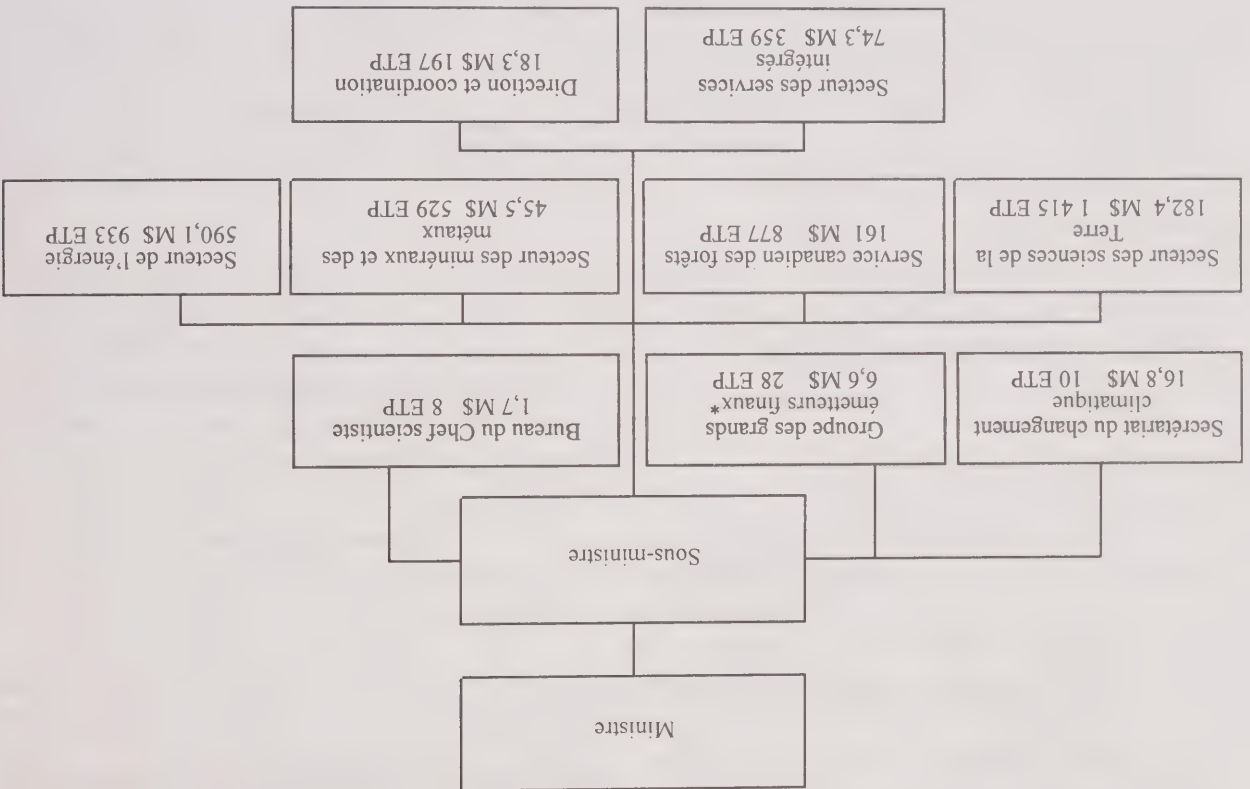 Ministre
Sous-ministre
Secrétariat du changement
climatique
16,8 M$ 10 ETP
Groupe des grands
émetteurs finaux*
6,6 M$ 28 ETP
Bureau du Chef scientiste
1,7 M$ 8 ETP
Secteur des sciences de la
Terre
182,4 M$ 1 415 ETP
Service canadien des forêts
161 M$ 877 ETP
Secteur des minéraux et des
métaux
45,5 M$ 529 ETP
Secteur de l'énergie
590,1 M$ 933 ETP
Secteur des services
intégrés
74,3 M$ 359 ETP
Direction et coordination
18,3 M$ 197 ETP